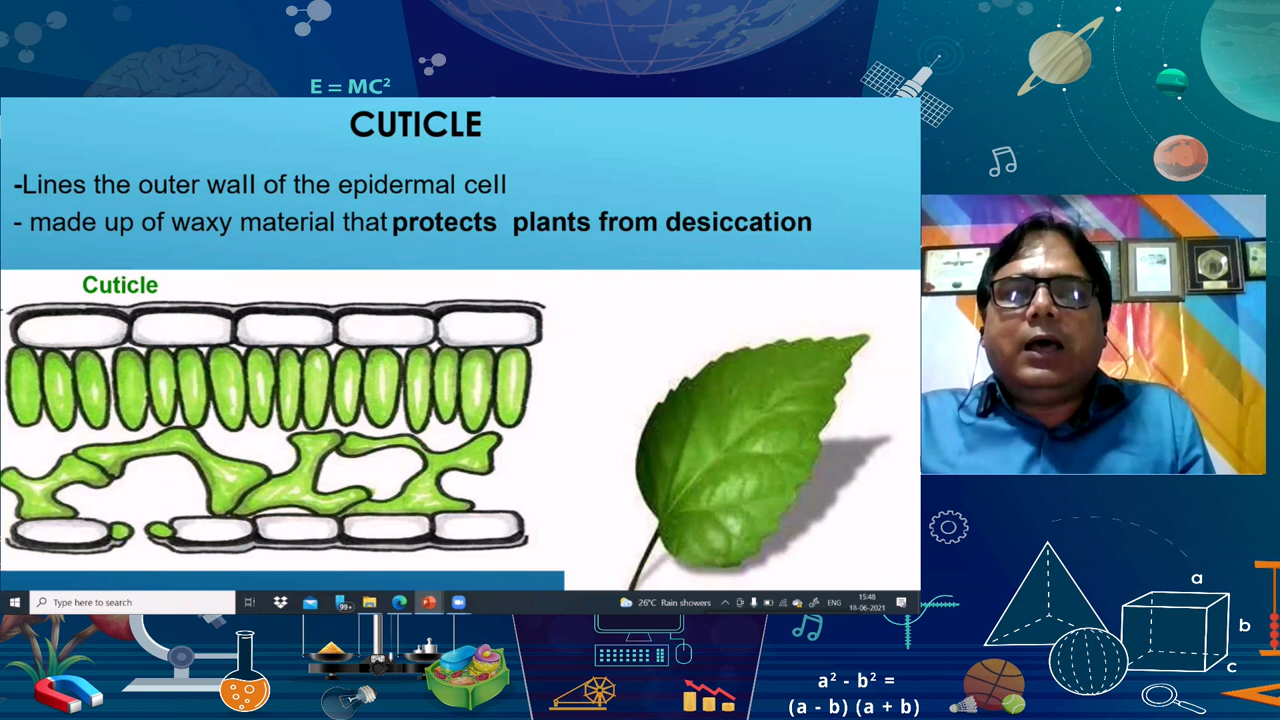 E = MC²
CUTICLE
-Lines the outer wall of the epidermal cell
- made up of waxy material that protects plants from desiccation
Cuticle
Type here to search
99+
26°C Rain showers
ENG
15:48
18-06-2021
a
b
c
a² - b² =
(a - b) (a + b)